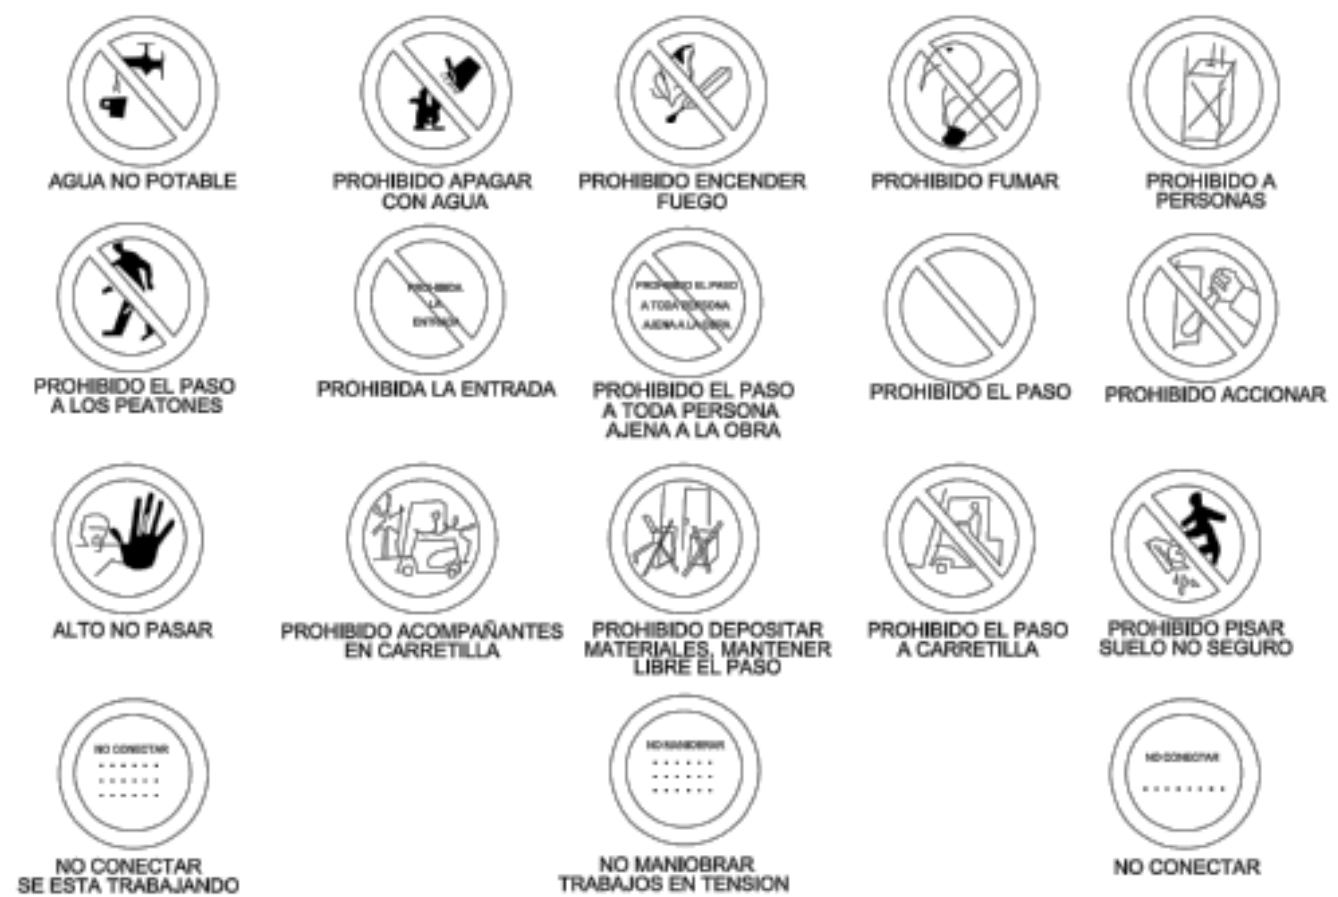 AGUA NO POTABLE
PROHIBIDO APAGAR
CON AGUA
PROHIBIDO ENCENDER
FUEGO
PROHIBIDO FUMAR
PROHIBIDO A
PERSONAS
PROHIBIDO EL PASO
A LOS PEATONES
PROHIBIDA
LA
ENTRADA
PROHIBIDA LA ENTRADA
PROHIBIDO EL PASO
A TODA PERSONA
AJENA A LA OBRA
PROHIBIDO EL PASO
A TODA PERSONA
AJENA A LA OBRA
PROHIBIDO EL PASO
PROHIBIDO ACCIONAR
ALTO NO PASAR
PROHIBIDO ACOMPAÑANTES
EN CARRETILLA
PROHIBIDO DEPOSITAR
MATERIALES, MANTENER
LIBRE EL PASO
PROHIBIDO EL PASO
A CARRETILLA
PROHIBIDO PISAR
SUELO NO SEGURO
NO CONECTAR
NO CONECTAR
SE ESTA TRABAJANDO
NO MANIOBRAR
NO MANIOBRAR
TRABAJOS EN TENSION
NO CONECTAR
NO CONECTAR